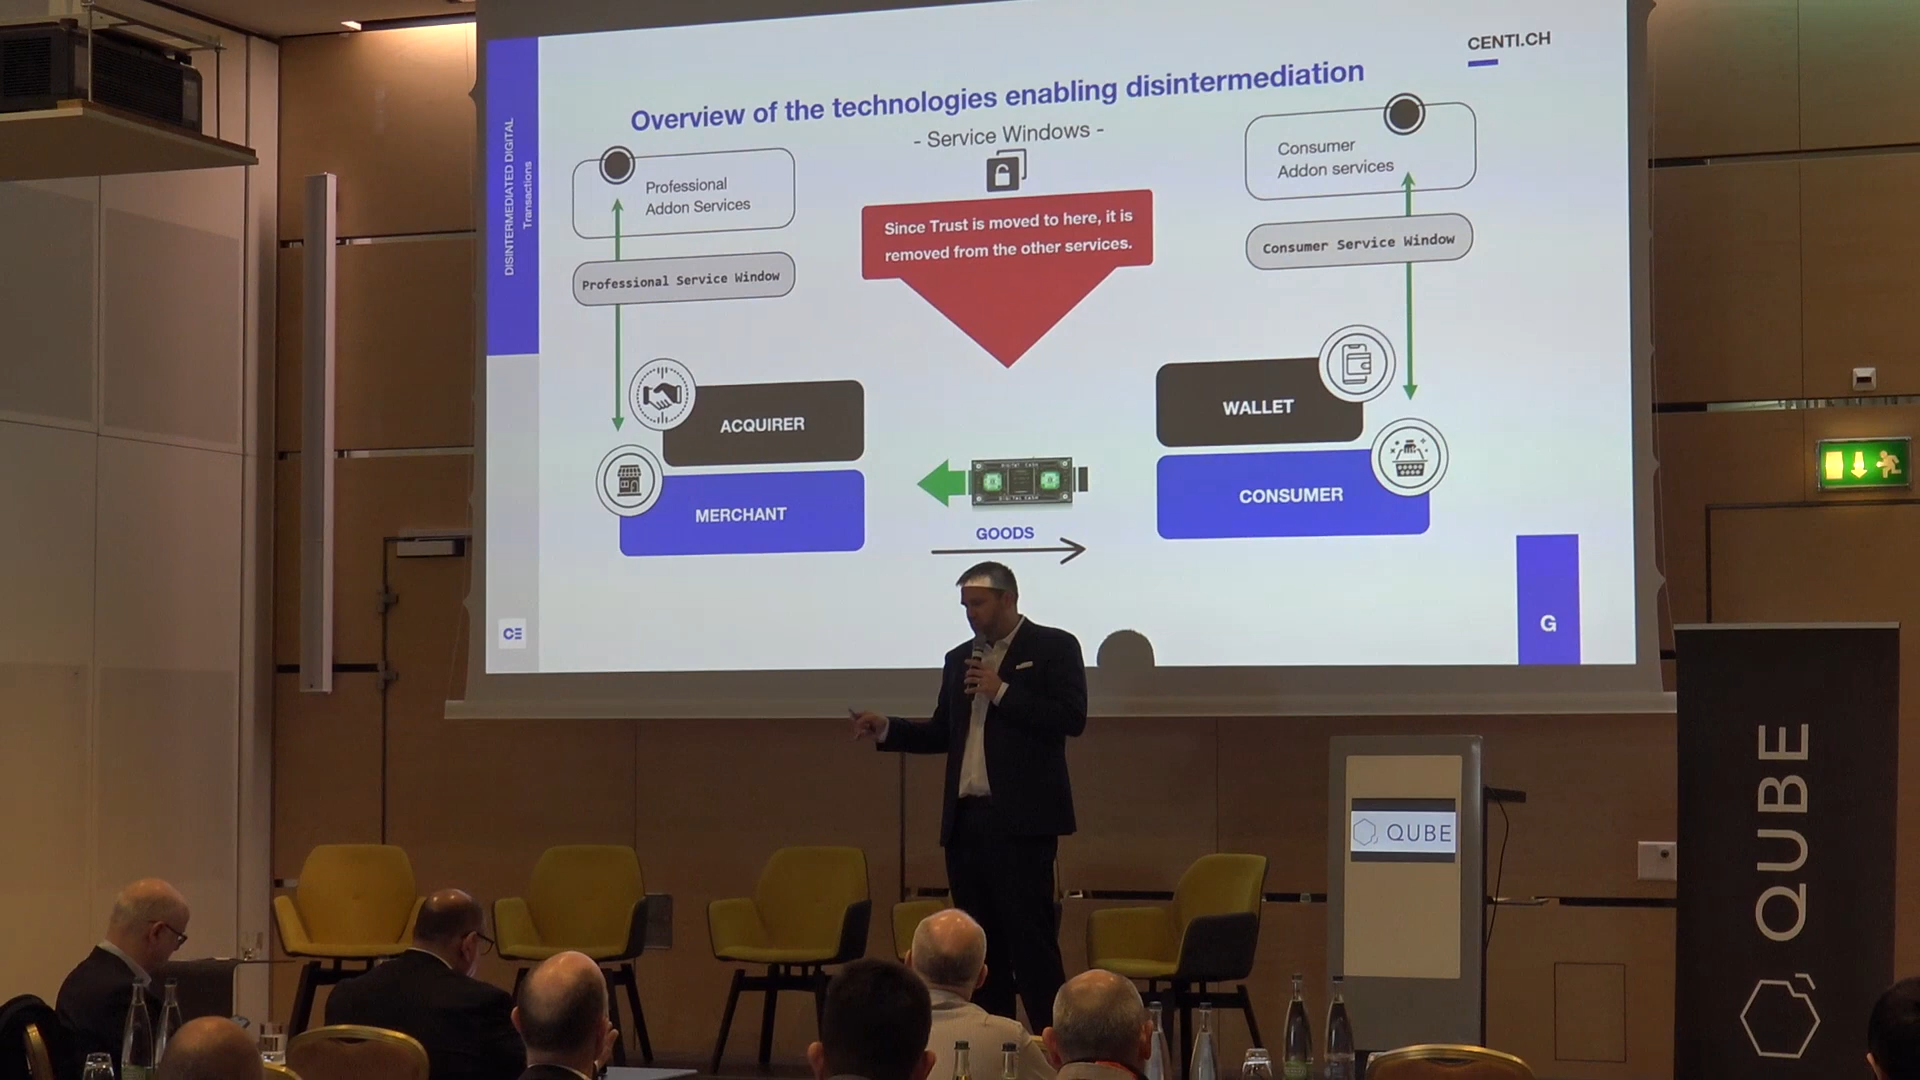 CENTI.CH
DISINTERMEDIATED DIGITAL
Transactions
Overview of the technologies enabling disintermediation
- Service Windows -
Professional
Addon Services
Since Trust is moved to here, it is
removed from the other services.
Consumer
Addon services
Professional Service Window
Consumer Service Window
ACQUIRER
WALLET
MERCHANT
CONSUMER
GOODS
CE
G
QUBE
QUBE